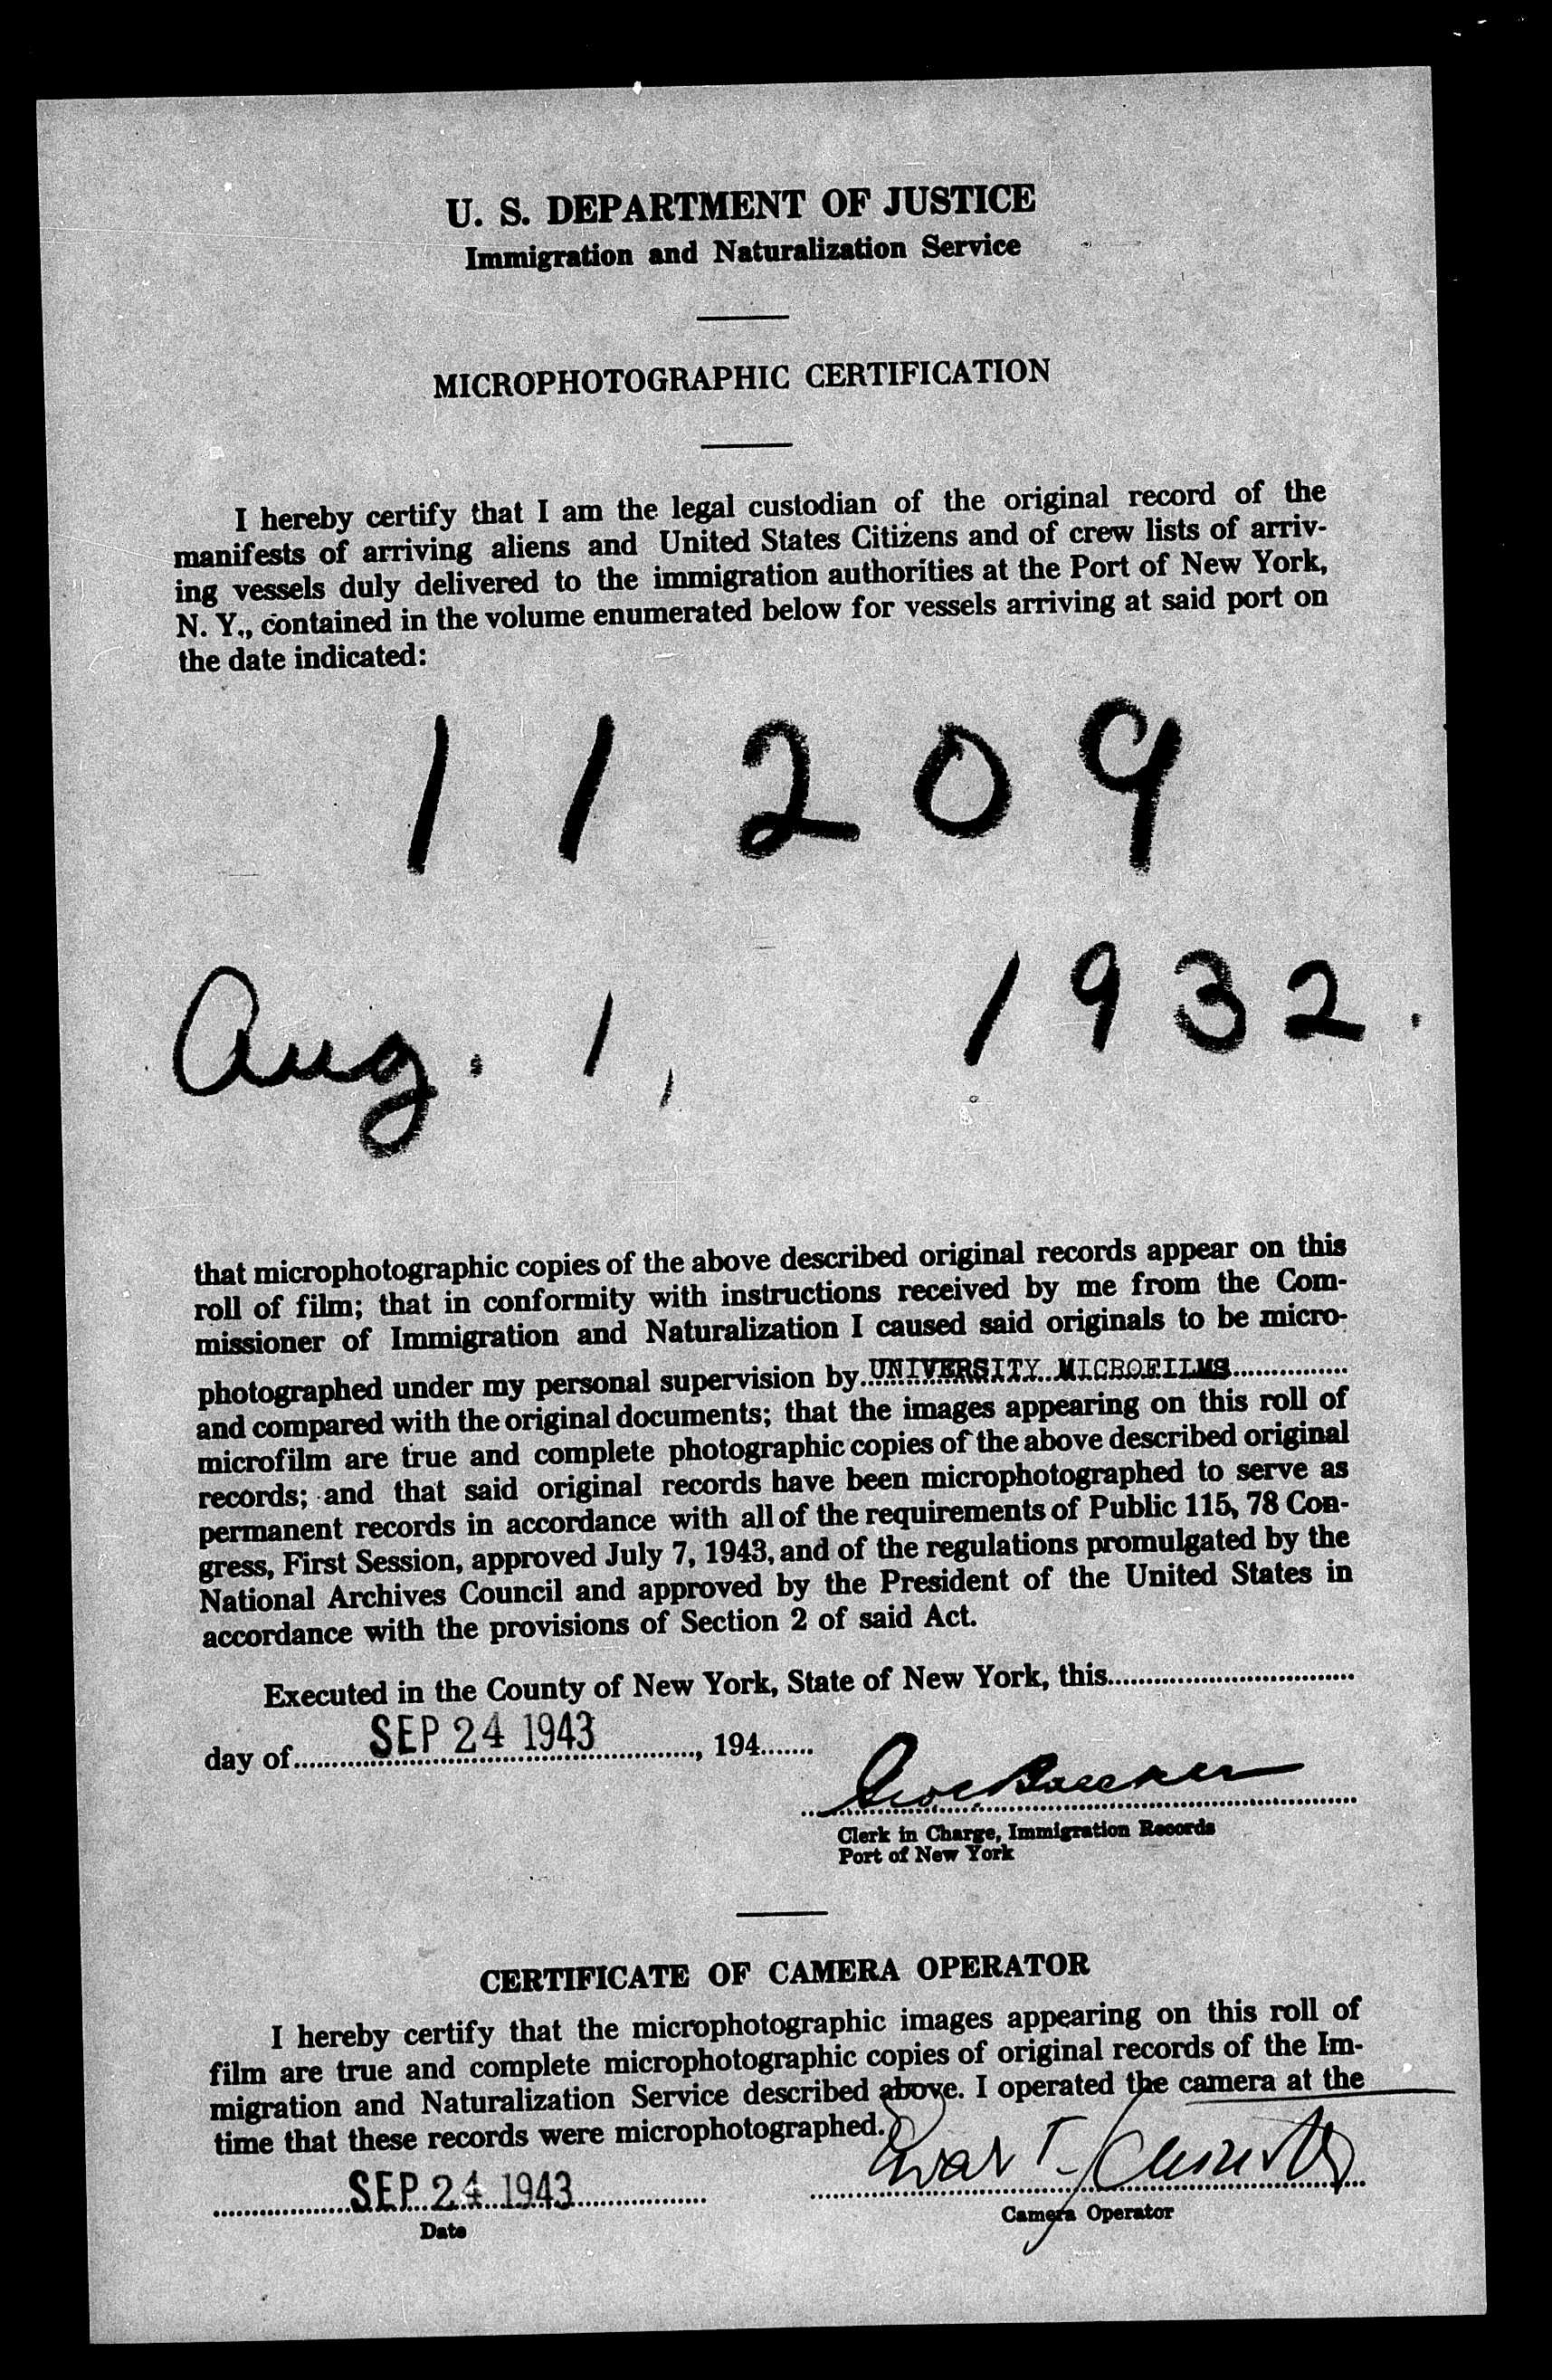 U. S. DEPARTMENT OF JUSTICE
Immigration and Naturalization Service
MICROPHOTOGRAPHIC CERTIFICATION
I hereby certify that I am the legal custodian of the original record of the
manifests of arriving aliens and United States Citizens and of crew lists of arriv-
ing vessels duly delivered to the immigration authorities at the Port of New York,
N. Y., contained in the volume enumerated below for vessels arriving at said port on
the date indicated:
11209
Aug. 1, 1932.
that microphotographic copies of the above described original records appear on this
roll of film; that in conformity with instructions received by me from the Com-
missioner of Immigration and Naturalization I caused said originals to be micro-
photographed under my personal supervision by UNIVERSITY MICROFILMS
and compared with the original documents; that the images appearing on this roll of
microfilm are true and complete photographic copies of the above described original
records; and that said original records have been microphotographed to serve as
permanent records in accordance with all of the requirements of Public 115, 78 Con-
gress, First Session, approved July 7, 1943, and of the regulations promulgated by the
National Archives Council and approved by the President of the United States in
accordance with the provisions of Section 2 of said Act.
Executed in the County of New York, State of New York, this
day of SEP 24 1943, 194
Clerk in Charge, Immigration Records
Port of New York
CERTIFICATE OF CAMERA OPERATOR
I hereby certify that the microphotographic images appearing on this roll of
film are true and complete microphotographic copies of original records of the Im-
migration and Naturalization Service described above. I operated the camera at the
time that these records were microphotographed.
SEP 24 1943
Date
Camera Operator